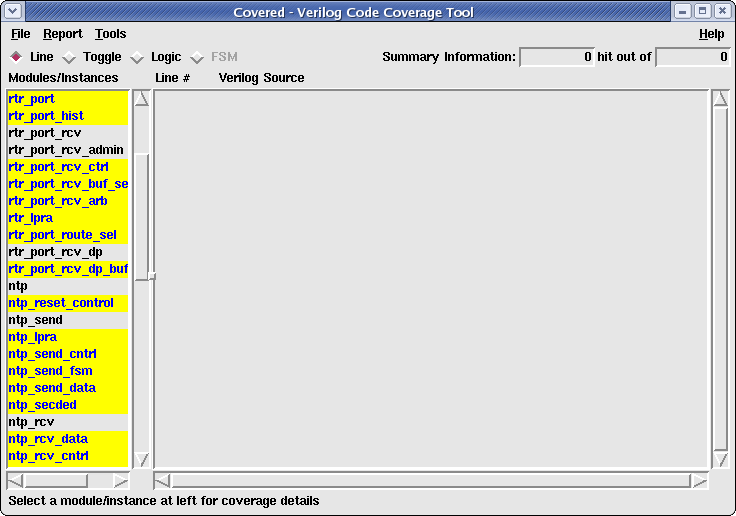 Covered - Verilog Code Coverage Tool
File Report Tools Help
Line Toggle Logic FSM Summary Information: 0 hit out of 0
Modules/Instances Line # Verilog Source
rtr_port
rtr_port_hist
rtr_port_rcv
rtr_port_rcv_admin
rtr_port_rcv_ctrl
rtr_port_rcv_buf_se
rtr_port_rcv_arb
rtr_lpra
rtr_port_route_sel
rtr_port_rcv_dp
rtr_port_rcv_dp_buf
ntp
ntp_reset_control
ntp_send
ntp_lpra
ntp_send_cntrl
ntp_send_fsm
ntp_send_data
ntp_secded
ntp_rcv
ntp_rcv_data
ntp_rcv_cntrl
Select a module/instance at left for coverage details